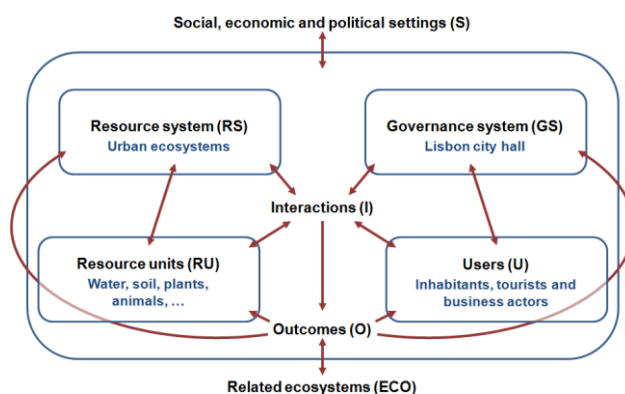 Social, economic and political settings (S)
Resource system (RS)
Urban ecosystems
Governance system (GS)
Lisbon city hall
Interactions (I)
Resource units (RU)
Water, soil, plants,
animals, ...
Users (U)
Inhabitants, tourists and
business actors
Outcomes (O)
Related ecosystems (ECO)